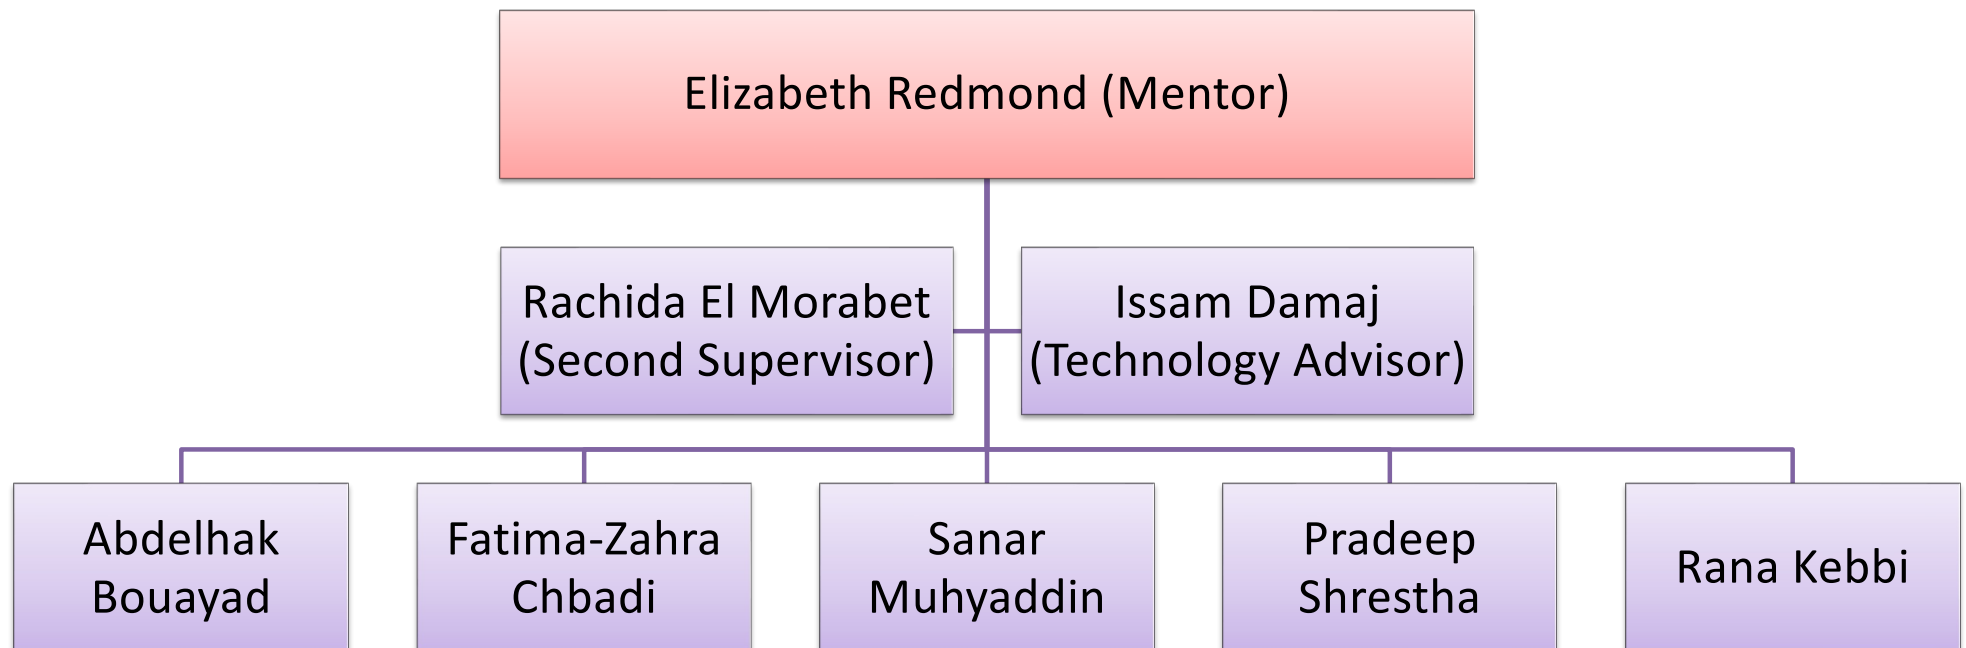 Elizabeth Redmond (Mentor)
Rachida El Morabet
(Second Supervisor)
Issam Damaj
(Technology Advisor)
Abdelhak
Bouayad
Fatima-Zahra
Chbadi
Sanar
Muhyaddin
Pradeep
Shrestha
Rana Kebbi